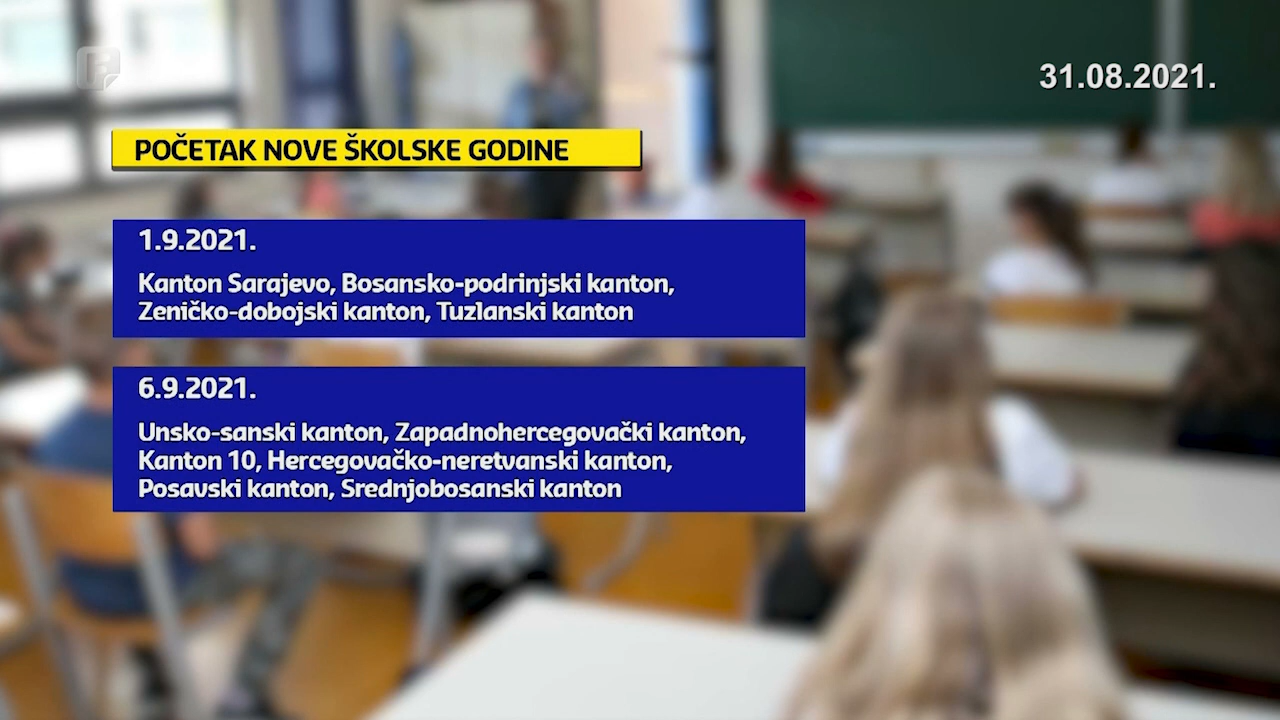 31.08.2021.
POČETAK NOVE ŠKOLSKE GODINE
1.9.2021.
Kanton Sarajevo, Bosansko-podrinjski kanton,
Zeničko-dobojski kanton, Tuzlanski kanton
6.9.2021.
Unsko-sanski kanton, Zapadnohercegovački kanton,
Kanton 10, Hercegovačko-neretvanski kanton,
Posavski kanton, Srednjobosanski kanton